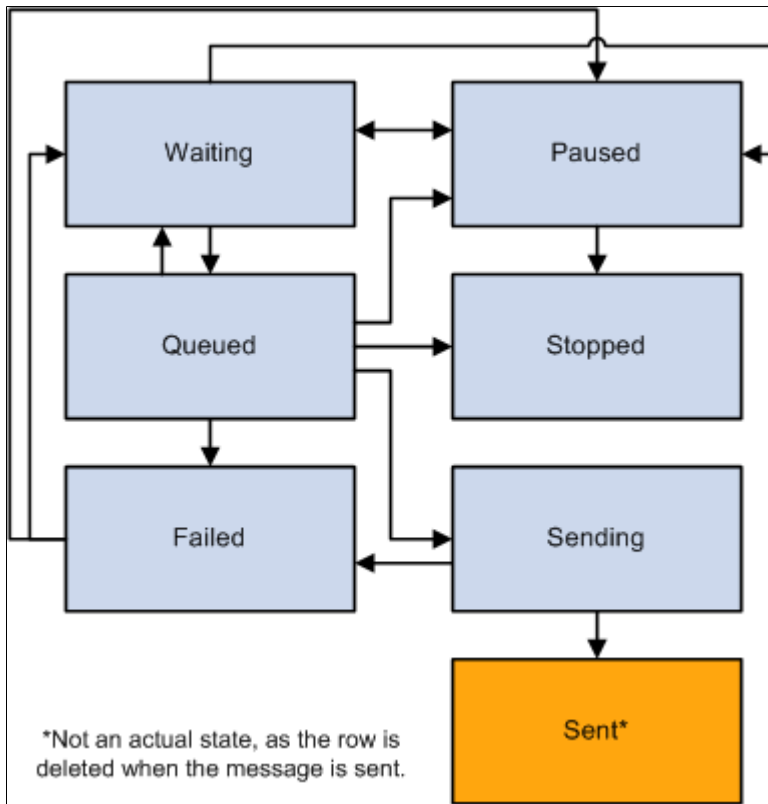 Waiting
Paused
Queued
Stopped
Failed
Sending
Sent*
*Not an actual state, as the row is
deleted when the message is sent.